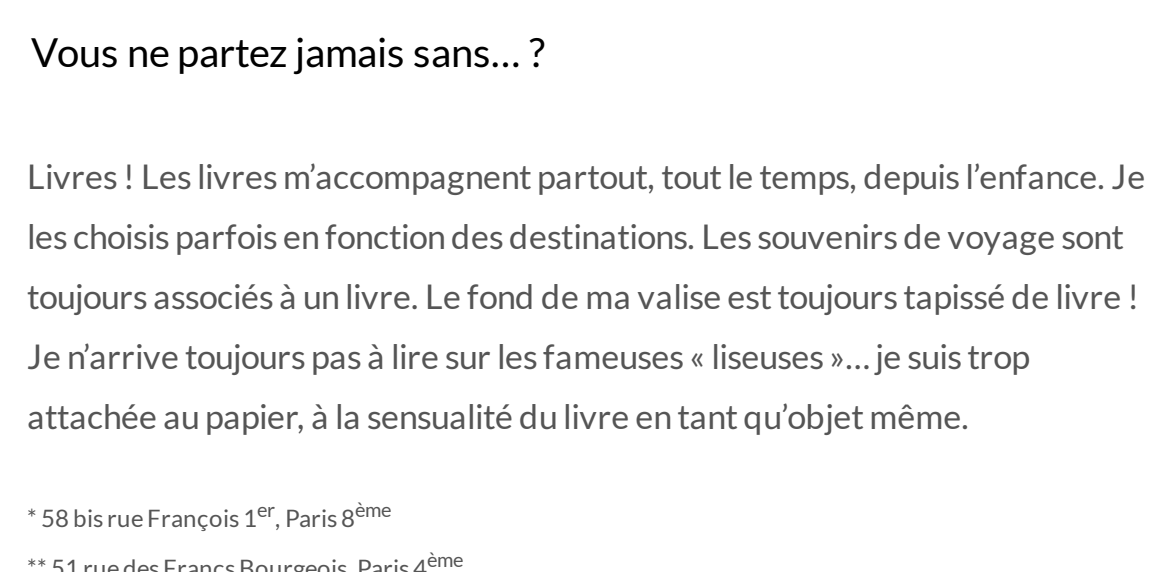 Vous ne partez jamais sans… ?
Livres ! Les livres m’accompagnent partout, tout le temps, depuis l’enfance. Je
les choisis parfois en fonction des destinations. Les souvenirs de voyage sont
toujours associés à un livre. Le fond de ma valise est toujours tapissé de livre !
Je n’arrive toujours pas à lire sur les fameuses « liseuses »… je suis trop
attachée au papier, à la sensualité du livre en tant qu’objet même.
* 58 bis rue François 1er, Paris 8ème
** 51 rue des Francs Bourgeois, Paris 4ème